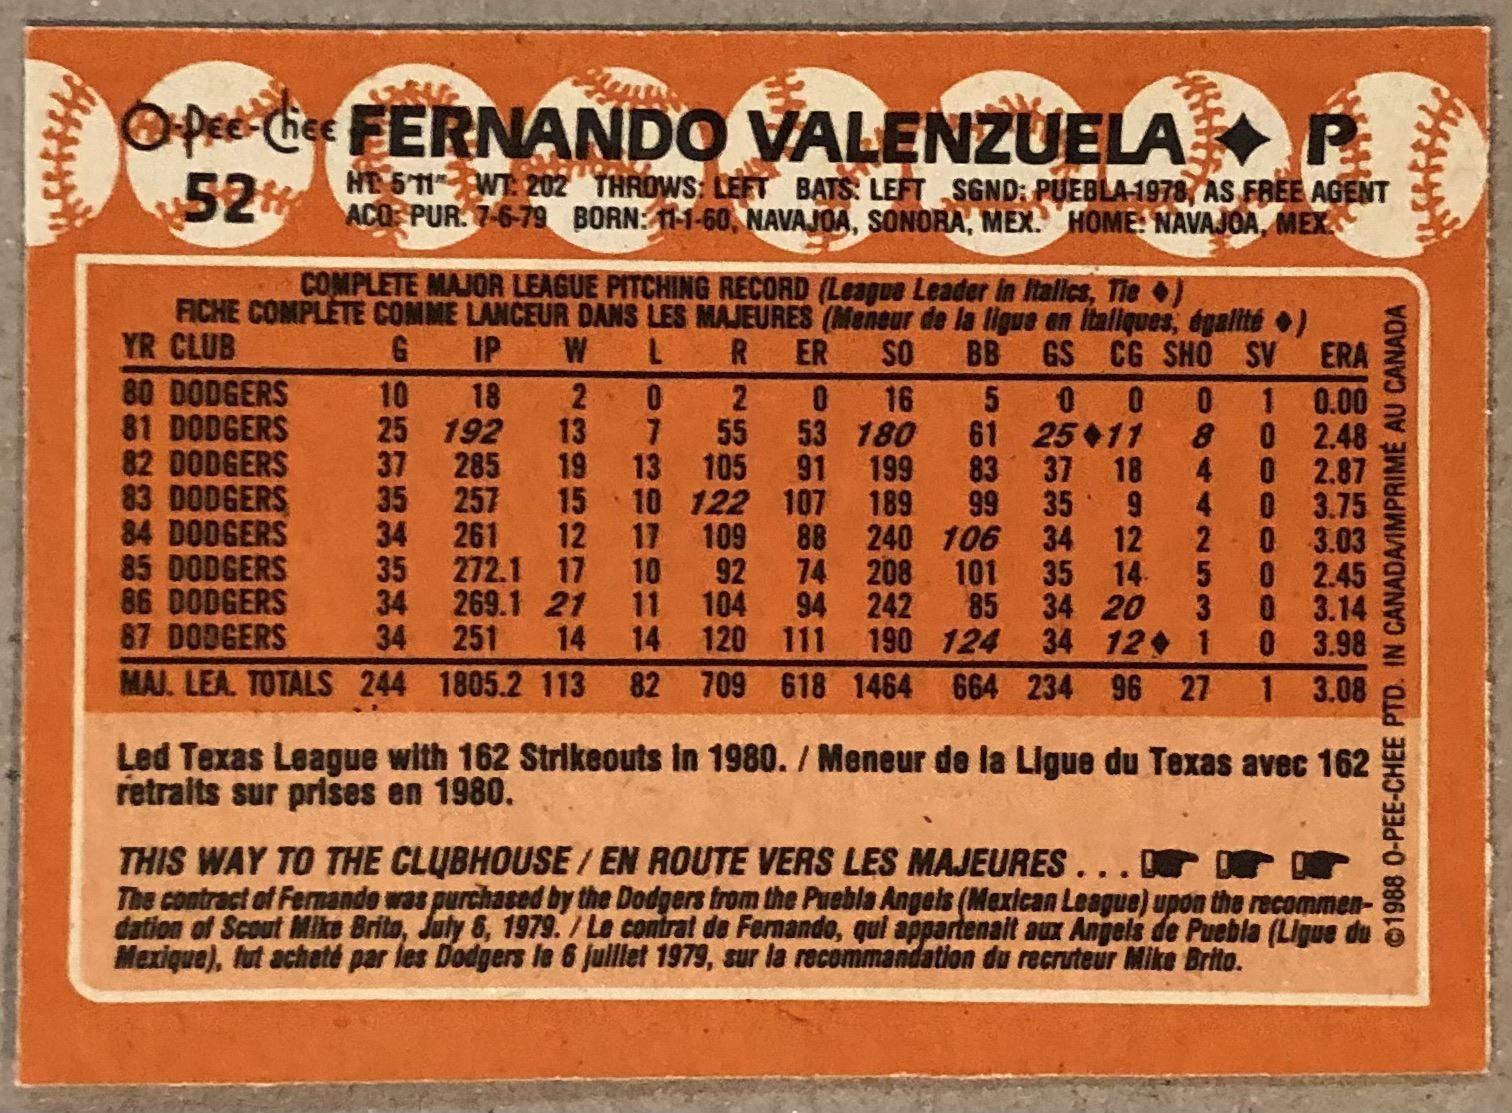 O-Pee-Chee FERNANDO VALENZUELA ♦ P
52 HT: 5'11" WT: 202 THROWS: LEFT BATS: LEFT SGND: PUEBLA-1978, AS FREE AGENT
ACQ: PUR. 7-6-79 BORN: 11-1-60, NAVAJOA, SONORA, MEX. HOME: NAVAJOA, MEX.
COMPLETE MAJOR LEAGUE PITCHING RECORD (League Leader in Italics, Tie ♦)
FICHE COMPLÈTE COMME LANCEUR DANS LES MAJEURES (Meneur de la ligue en italiques, égalité ♦)
YR CLUB G IP W L R ER SO BB GS CG SHO SV ERA
80 DODGERS 10 18 2 0 2 0 16 5 0 0 0 1 0.00
81 DODGERS 25 192 13 7 55 53 180 61 25 ♦11 8 0 2.48
82 DODGERS 37 285 19 13 105 91 199 83 37 18 4 0 2.87
83 DODGERS 35 257 15 10 122 107 189 99 35 9 4 0 3.75
84 DODGERS 34 261 12 17 109 88 240 106 34 12 2 0 3.03
85 DODGERS 35 272.1 17 10 92 74 208 101 35 14 5 0 2.45
86 DODGERS 34 269.1 21 11 104 94 242 85 34 20 3 0 3.14
87 DODGERS 34 251 14 14 120 111 190 124 34 12♦ 1 0 3.98
MAJ. LEA. TOTALS 244 1805.2 113 82 709 618 1464 664 234 96 27 1 3.08
Led Texas League with 162 Strikeouts in 1980. / Meneur de la Ligue du Texas avec 162
retraits sur prises en 1980.
THIS WAY TO THE CLUBHOUSE / EN ROUTE VERS LES MAJEURES . . .
The contract of Fernando was purchased by the Dodgers from the Puebla Angels (Mexican League) upon the recommen-
dation of Scout Mike Brito, July 6, 1979. / Le contrat de Fernando, qui appartenait aux Angels de Puebla (Ligue du
Mexique), fut acheté par les Dodgers le 6 juillet 1979, sur la recommandation du recruteur Mike Brito.
©1988 O-PEE-CHEE PTD. IN CANADA/IMPRIMÉ AU CANADA